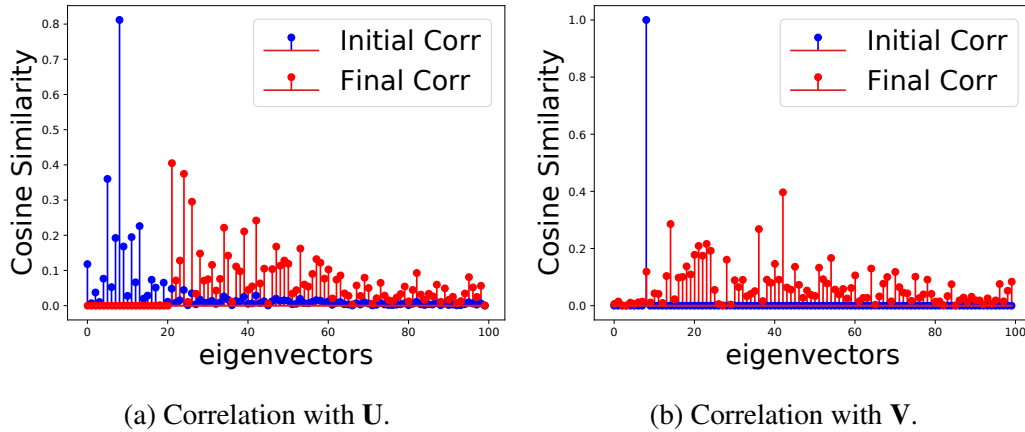 Cosine Similarity
0.8
0.7
0.6
0.5
0.4
0.3
0.2
0.1
0.0
0 20 40 60 80 100
eigenvectors
Initial Corr
Final Corr
(a) Correlation with U.
Cosine Similarity
1.0
0.8
0.6
0.4
0.2
0.0
0 20 40 60 80 100
eigenvectors
Initial Corr
Final Corr
(b) Correlation with V.